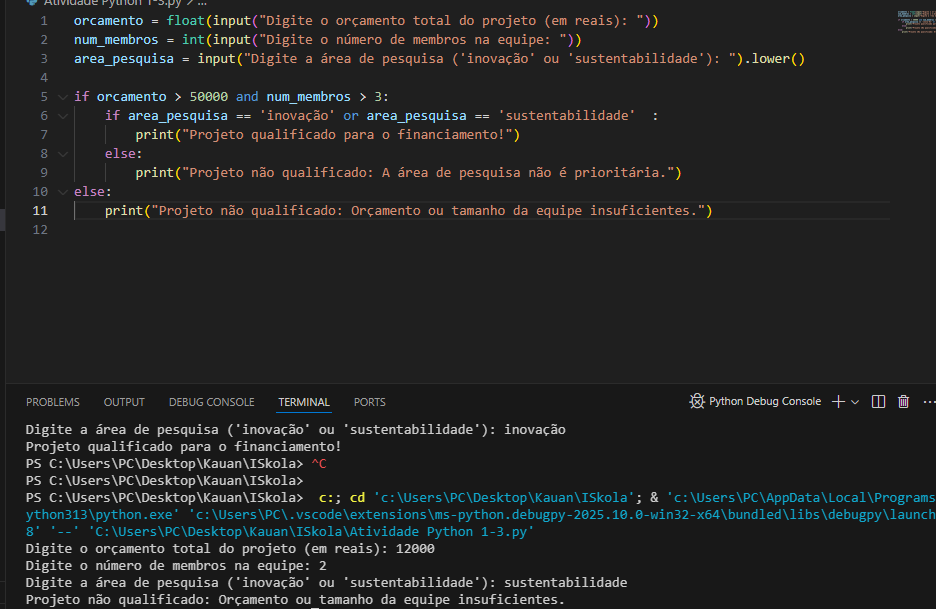 Atividade Python 1-3.py > ...
1 orcamento = float(input("Digite o orçamento total do projeto (em reais): "))
2 num_membros = int(input("Digite o número de membros na equipe: "))
3 area_pesquisa = input("Digite a área de pesquisa ('inovação' ou 'sustentabilidade'): ").lower()
4
5 if orcamento > 50000 and num_membros > 3:
6 if area_pesquisa == 'inovação' or area_pesquisa == 'sustentabilidade'  :
7 print("Projeto qualificado para o financiamento!")
8 else:
9 print("Projeto não qualificado: A área de pesquisa não é prioritária.")
10 else:
11 print("Projeto não qualificado: Orçamento ou tamanho da equipe insuficientes.")
12
PROBLEMS OUTPUT DEBUG CONSOLE TERMINAL PORTS Python Debug Console
Digite a área de pesquisa ('inovação' ou 'sustentabilidade'): inovação
Projeto qualificado para o financiamento!
PS C:\Users\PC\Desktop\Kauan\ISkola> ^C
PS C:\Users\PC\Desktop\Kauan\ISkola>
PS C:\Users\PC\Desktop\Kauan\ISkola>  c:; cd 'c:\Users\PC\Desktop\Kauan\ISkola'; & 'c:\Users\PC\AppData\Local\Programs
ython313\python.exe' 'c:\Users\PC\.vscode\extensions\ms-python.debugpy-2025.10.0-win32-x64\bundled\libs\debugpy\launch
8' '--' 'C:\Users\PC\Desktop\Kauan\ISkola\Atividade Python 1-3.py'
Digite o orçamento total do projeto (em reais): 12000
Digite o número de membros na equipe: 2
Digite a área de pesquisa ('inovação' ou 'sustentabilidade'): sustentabilidade
Projeto não qualificado: Orçamento ou tamanho da equipe insuficientes.